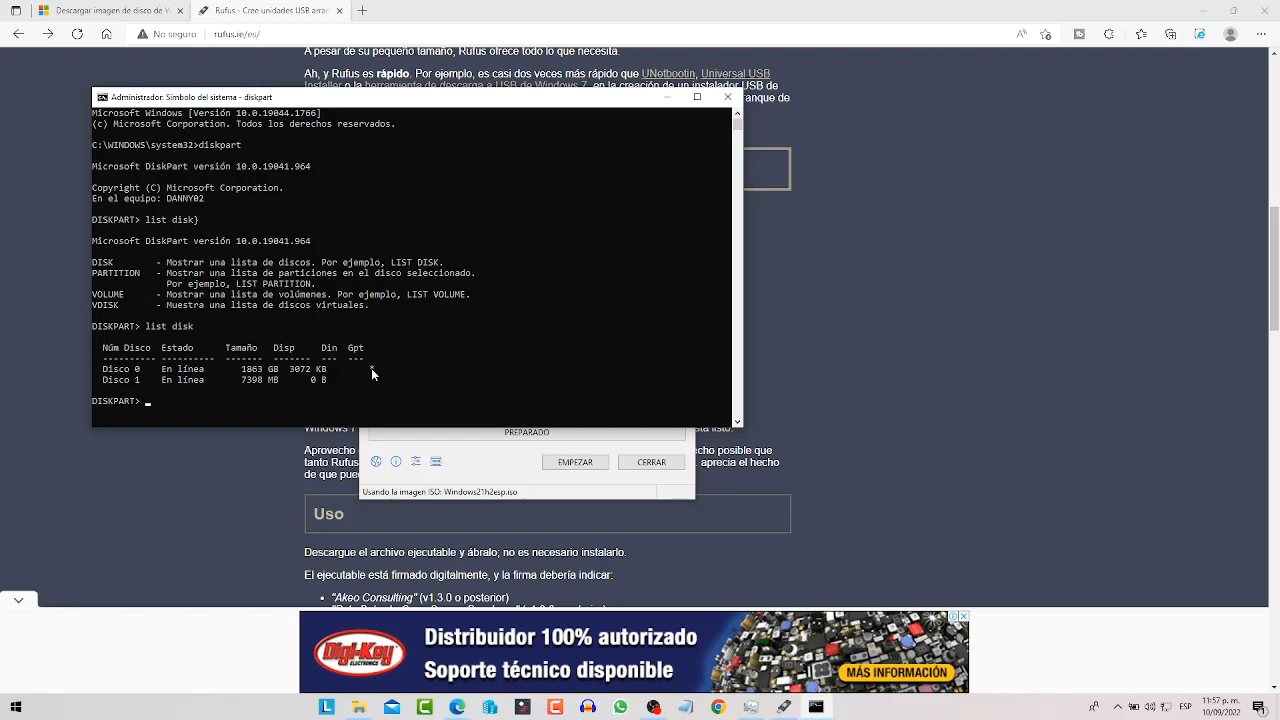 Descargar imagen de disco de W
Rufus - Cree unidades USB arran
No seguro
rufus.ie/es/
A pesar de su pequeño tamaño, Rufus ofrece todo lo que necesita.
Ah, y Rufus es rápido. Por ejemplo, es casi dos veces más rápido que UNetbootin, Universal USB
Installer o la herramienta de descarga a USB de Windows 7, en la creación de un instalador USB de
Administrador: Símbolo del sistema - diskpart
Microsoft Windows [Versión 10.0.19044.1766]
(c) Microsoft Corporation. Todos los derechos reservados.
C:\WINDOWS\system32>diskpart
Microsoft DiskPart versión 10.0.19041.964
Copyright (C) Microsoft Corporation.
En el equipo: DANNY02
DISKPART> list disk}
Microsoft DiskPart versión 10.0.19041.964
DISK - Mostrar una lista de discos. Por ejemplo, LIST DISK.
PARTITION - Mostrar una lista de particiones en el disco seleccionado.
Por ejemplo, LIST PARTITION.
VOLUME - Mostrar una lista de volúmenes. Por ejemplo, LIST VOLUME.
VDISK - Muestra una lista de discos virtuales.
DISKPART> list disk
Núm Disco Estado Tamaño Disp Din Gpt
---------- ---------- ------- ------- --- ---
Disco 0 En línea 1863 GB 3072 KB *
Disco 1 En línea 7398 MB 0 B
DISKPART>
PREPARADO
EMPEZAR
CERRAR
Usando la imagen ISO: Windows21h2esp.iso
Aprovecho
echo posible que
tanto Rufus
aprecia el hecho
de que pue
Uso
Descargue el archivo ejecutable y ábralo, no es necesario instalarlo.
El ejecutable está firmado digitalmente, y la firma debería indicar:
• "Akeo Consulting" (v1.3.0 o posterior)
Digi-Key
ELECTRONICS
Distribuidor 100% autorizado
Soporte técnico disponible
MÁS INFORMACIÓN
ESP
11:57 p.m.
10/09/2022